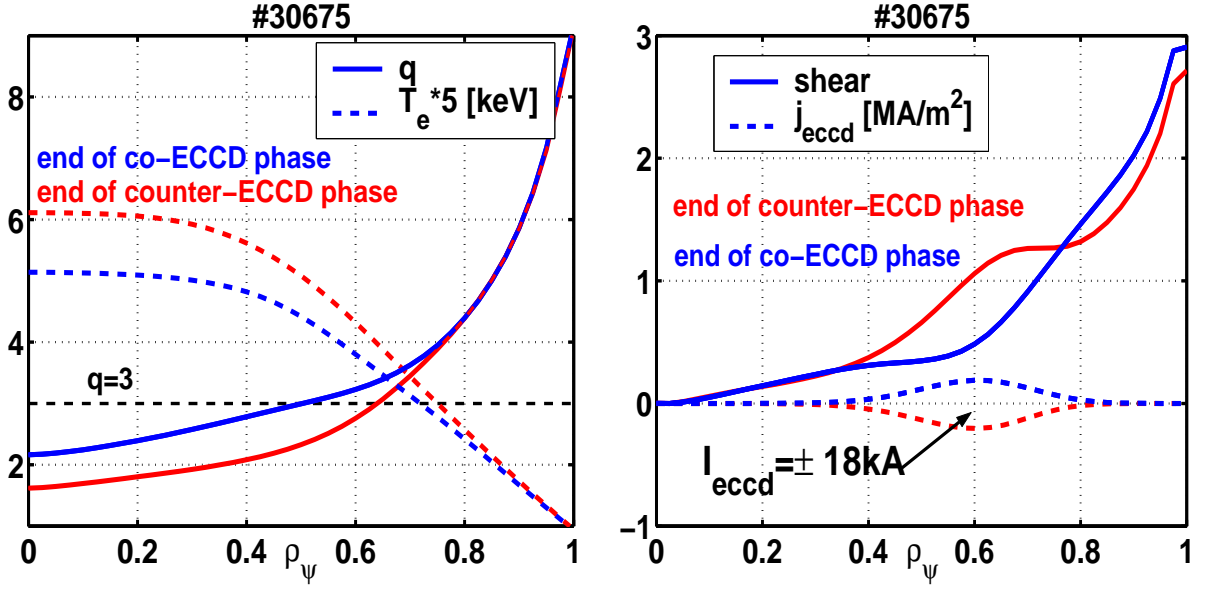 #30675
q
T_e*5 [keV]
end of co−ECCD phase
end of counter−ECCD phase
q=3
8
6
4
2
0
0.2
0.4
0.6
0.8
1
ρ_ψ
#30675
shear
j_eccd [MA/m^2]
end of counter−ECCD phase
end of co−ECCD phase
I_eccd=± 18kA
3
2
1
0
−1
0
0.2
0.4
0.6
0.8
1
ρ_ψ